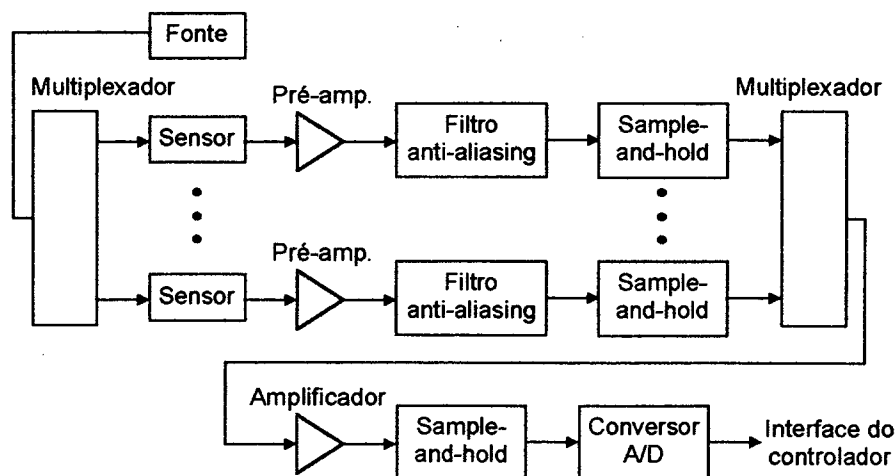 Fonte
Multiplexador
Pré-amp.
Multiplexador
Sensor
Filtro
anti-aliasing
Sample-
and-hold
Pré-amp.
Sensor
Filtro
anti-aliasing
Sample-
and-hold
Amplificador
Sample-
and-hold
Conversor
A/D
Interface do
controlador